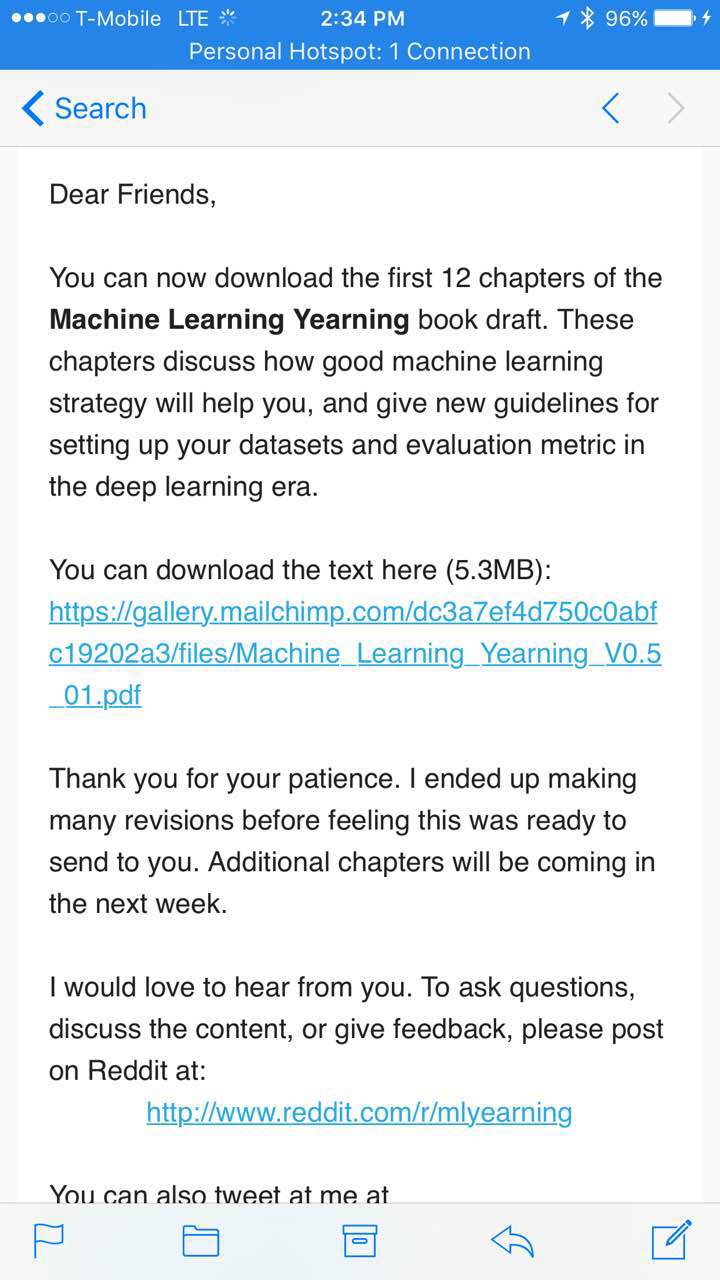 T-Mobile LTE 2:34 PM 96%
Personal Hotspot: 1 Connection
Search
Dear Friends,
You can now download the first 12 chapters of the
Machine Learning Yearning book draft. These
chapters discuss how good machine learning
strategy will help you, and give new guidelines for
setting up your datasets and evaluation metric in
the deep learning era.
You can download the text here (5.3MB):
https://gallery.mailchimp.com/dc3a7ef4d750c0abf
c19202a3/files/Machine_Learning_Yearning_V0.5
_01.pdf
Thank you for your patience. I ended up making
many revisions before feeling this was ready to
send to you. Additional chapters will be coming in
the next week.
I would love to hear from you. To ask questions,
discuss the content, or give feedback, please post
on Reddit at:
http://www.reddit.com/r/mlyearning
You can also tweet at me at